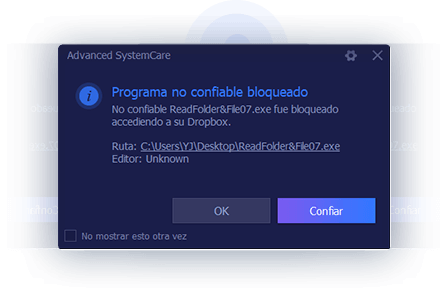 Advanced SystemCare
Programa no confiable bloqueado
No confiable ReadFolder&File07.exe fue bloqueado
accediendo a su Dropbox.
Ruta: C:\Users\YJ\Desktop\ReadFolder&File07.exe
Editor: Unknown
OK
Confiar
No mostrar esto otra vez